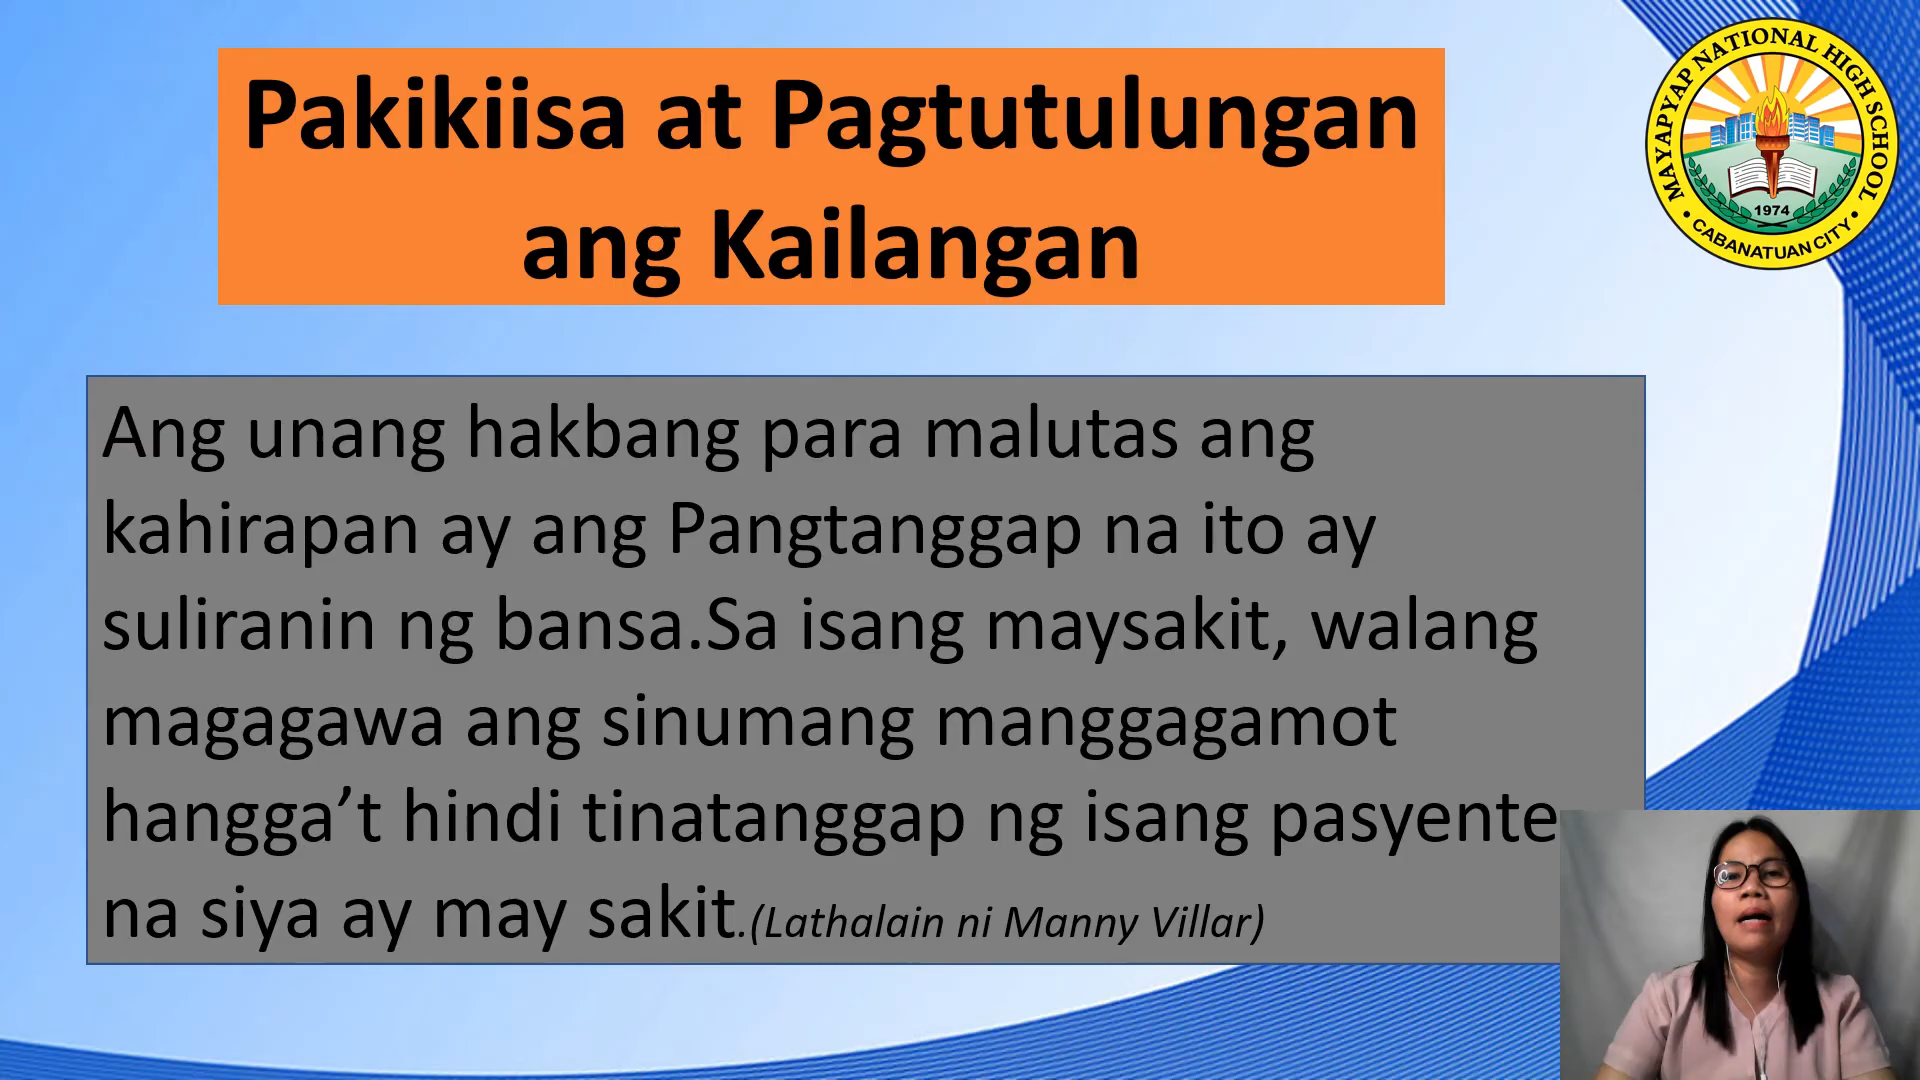 Pakikiisa at Pagtutulungan
ang Kailangan
MAYAPYAP NATIONAL HIGH SCHOOL
1974
• CABANATUAN CITY •
Ang unang hakbang para malutas ang
kahirapan ay ang Pangtanggap na ito ay
suliranin ng bansa.Sa isang maysakit, walang
magagawa ang sinumang manggagamot
hangga’t hindi tinatanggap ng isang pasyente
na siya ay may sakit.(Lathalain ni Manny Villar)